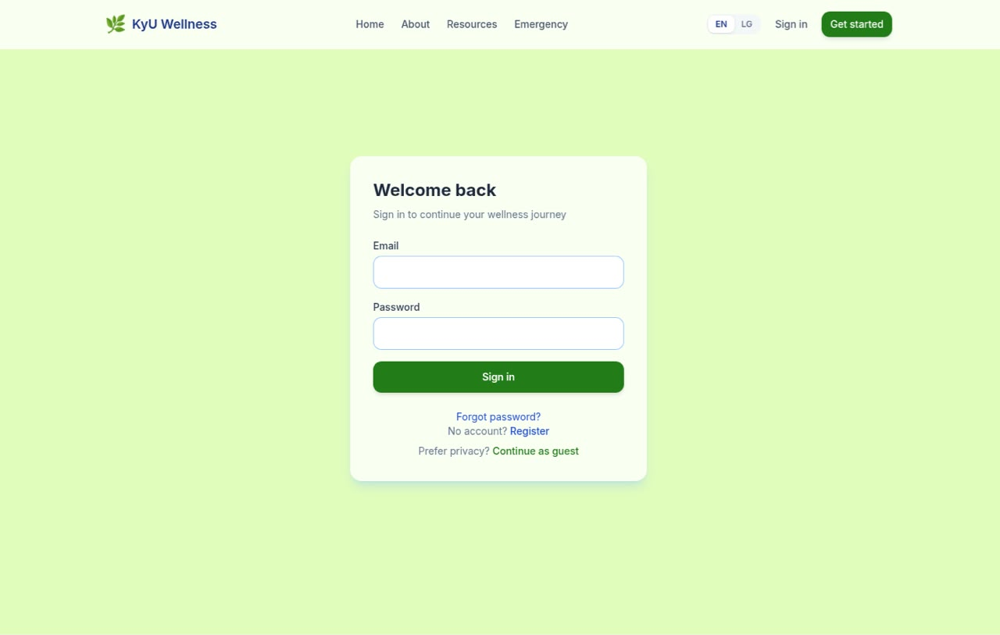 KyU Wellness
Home About Resources Emergency
EN LG Sign in Get started
Welcome back
Sign in to continue your wellness journey
Email
Password
Sign in
Forgot password?
No account? Register
Prefer privacy? Continue as guest